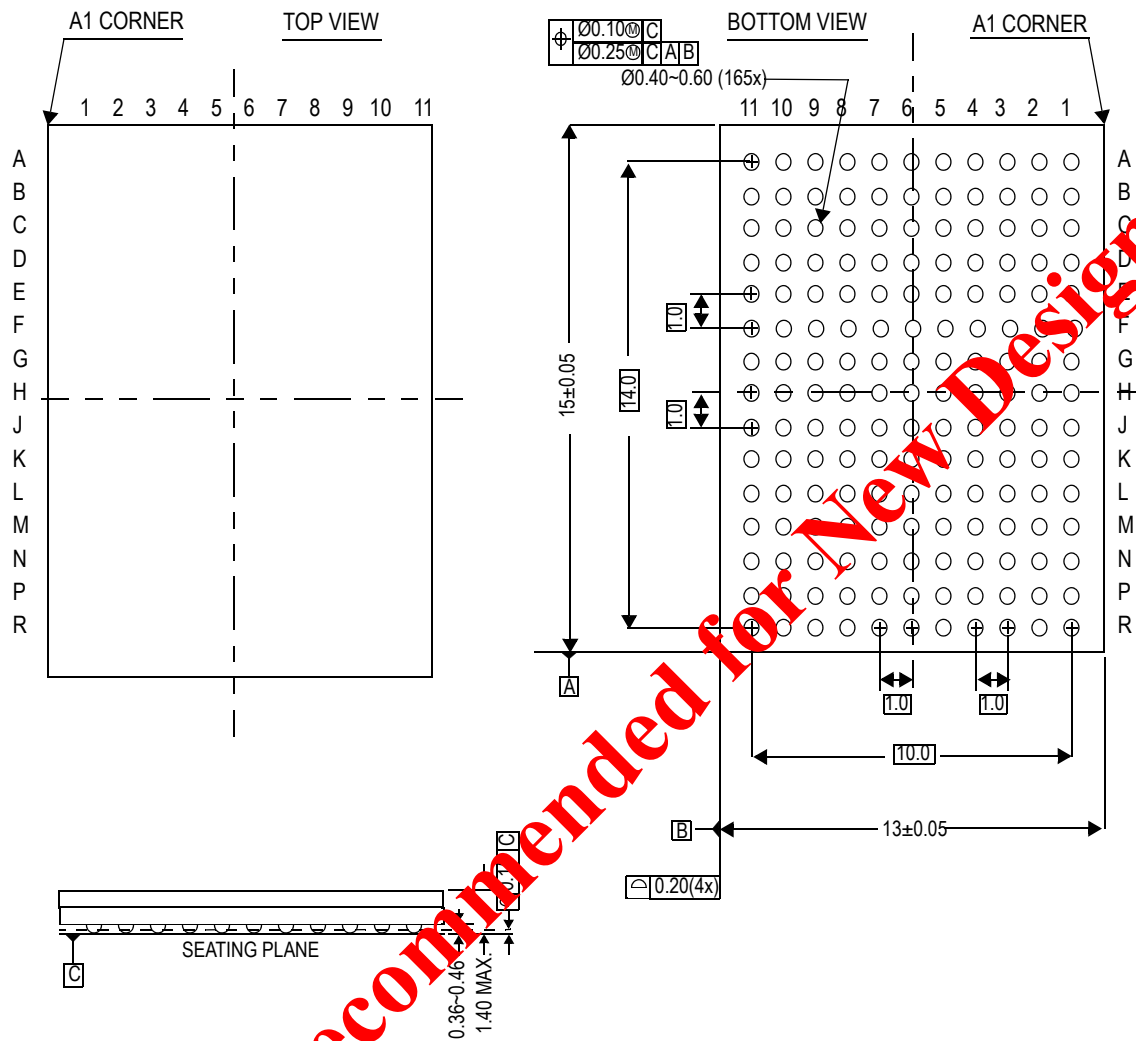 A1 CORNER
TOP VIEW
BOTTOM VIEW
A1 CORNER
Ø0.10Ⓜ C
Ø0.25Ⓜ C A B
Ø0.40~0.60 (165x)
1 2 3 4 5 6 7 8 9 10 11
11 10 9 8 7 6 5 4 3 2 1
A
B
C
D
E
F
G
H
J
K
L
M
N
P
R
A
B
C
D
E
F
G
H
J
K
L
M
N
P
R
15±0.05
14.0
1.0
1.0
A
1.0
1.0
10.0
B
13±0.05
0.20(4x)
C
SEATING PLANE
C
0.36~0.46
1.40 MAX.
commended for New Design